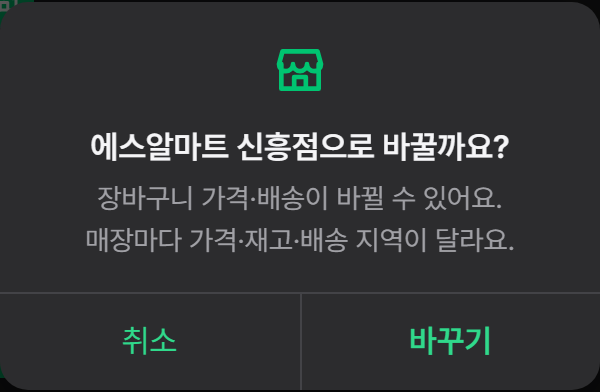 에스알마트 신흥점으로 바꿀까요?
장바구니 가격·배송이 바뀔 수 있어요.
매장마다 가격·재고·배송 지역이 달라요.
취소
바꾸기